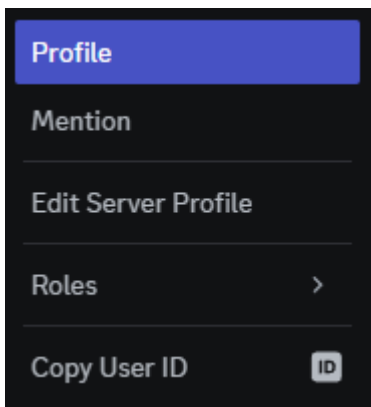 Profile
Mention
Edit Server Profile
Roles
Copy User ID ID